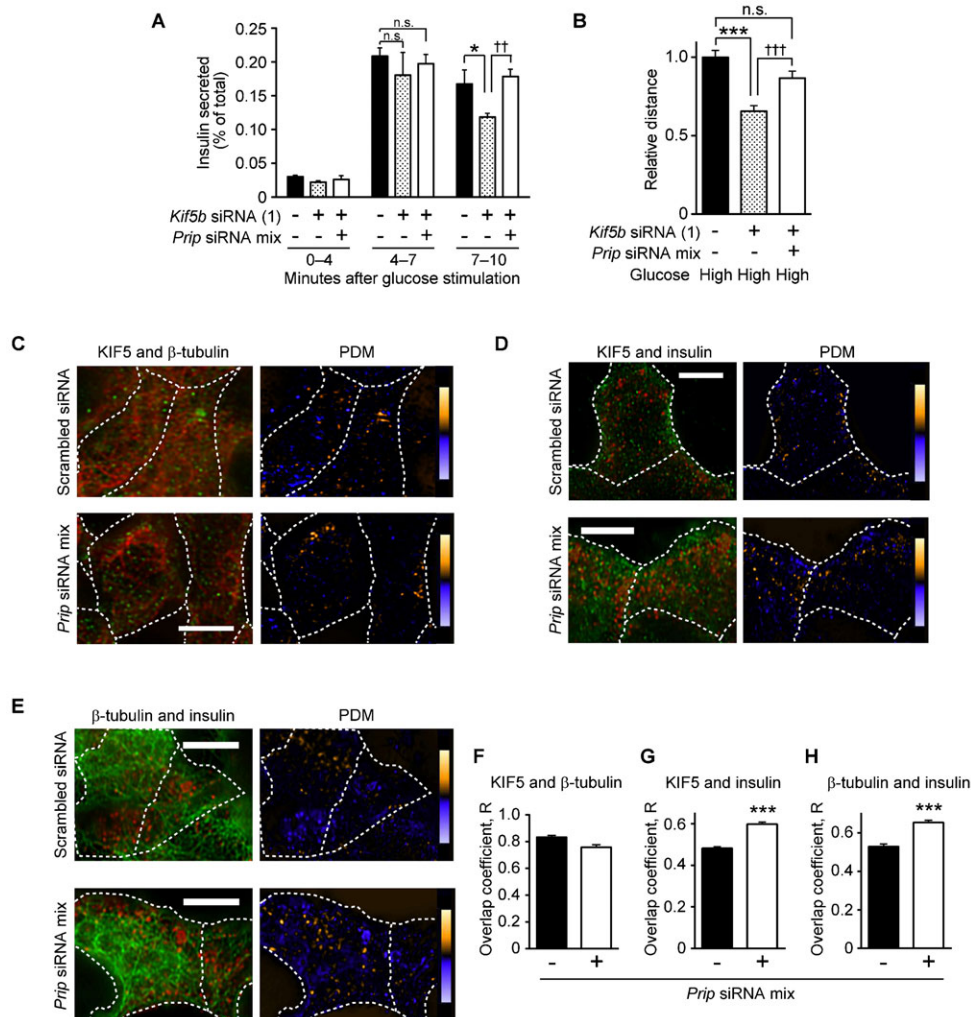 A
n.s.
n.s.
* ††
Insulin secreted
(% of total)
0.25
0.20
0.15
0.10
0.05
0
Kif5b siRNA (1) - + + - + + - + +
Prip siRNA mix - - + - - + - - +
0–4 4–7 7–10
Minutes after glucose stimulation
B
n.s.
*** †††
Relative distance
1.0
0.5
0
Kif5b siRNA (1) - + +
Prip siRNA mix - - +
Glucose High High High
C
KIF5 and β-tubulin PDM
Scrambled siRNA
Prip siRNA mix
D
KIF5 and insulin PDM
Scrambled siRNA
Prip siRNA mix
E
β-tubulin and insulin PDM
Scrambled siRNA
Prip siRNA mix
F
KIF5 and β-tubulin
Overlap coefficient, R
1.0
0.8
0.6
0.4
0.2
0
- +
G
KIF5 and insulin
***
Overlap coefficient, R
0.6
0.4
0.2
0
- +
H
β-tubulin and insulin
***
Overlap coefficient, R
0.6
0.4
0.2
0
- +
Prip siRNA mix